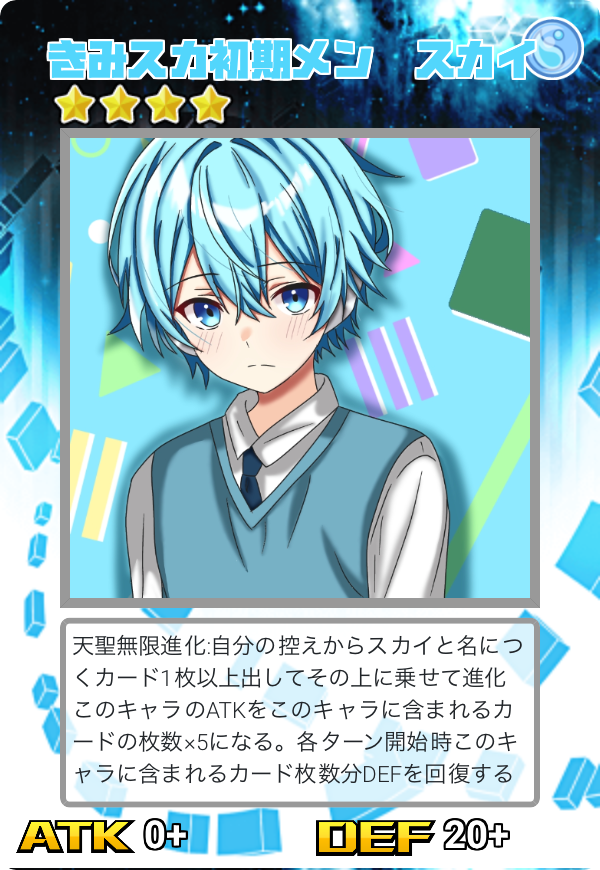 きみスカ初期メン　スカイ
天聖無限進化:自分の控えからスカイと名につ
くカード1枚以上出してその上に乗せて進化
このキャラのATKをこのキャラに含まれるカ
ードの枚数×5になる。各ターン開始時このキ
ャラに含まれるカード枚数分DEFを回復する
ATK 0+ DEF 20+